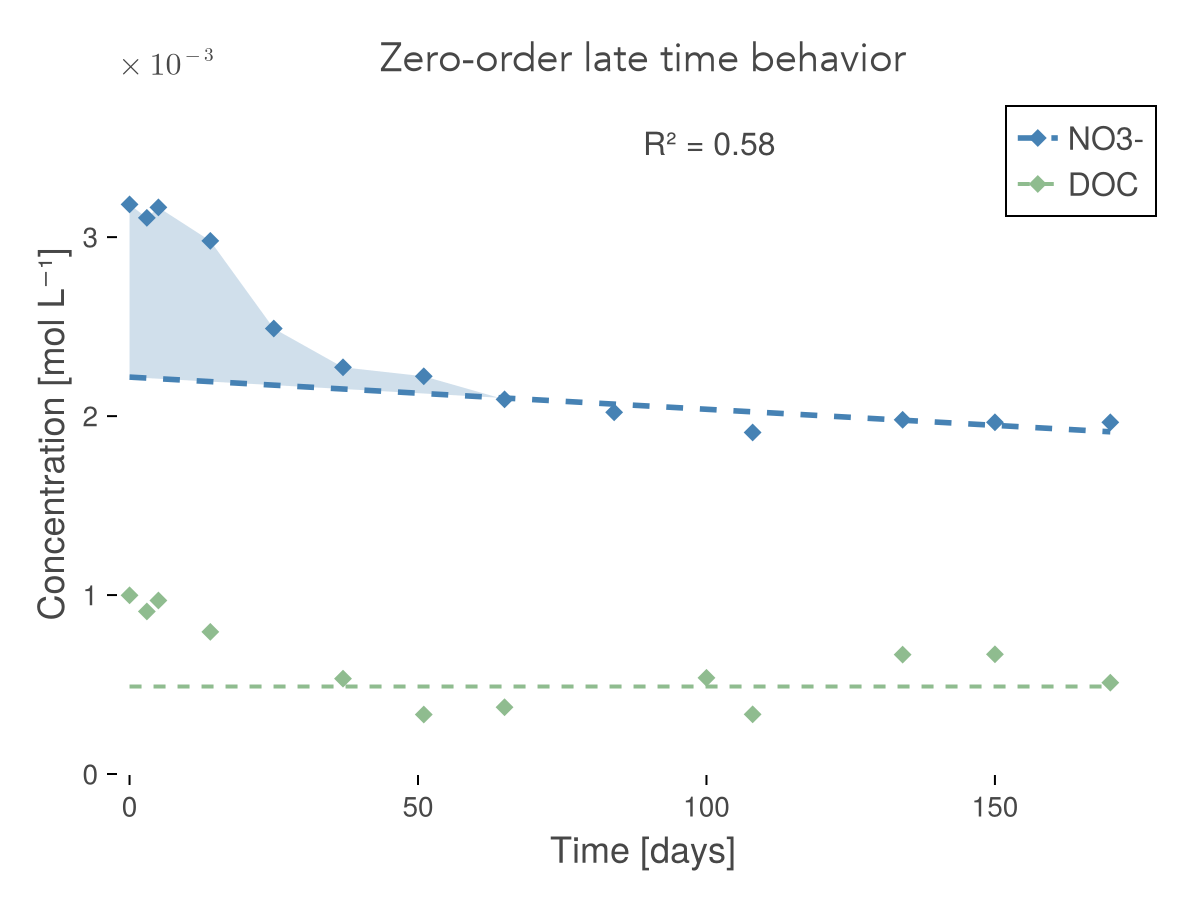 × 10⁻³
Zero-order late time behavior
R² = 0.58
NO3-
DOC
Concentration [mol L⁻¹]
3
2
1
0
0 50 100 150
Time [days]